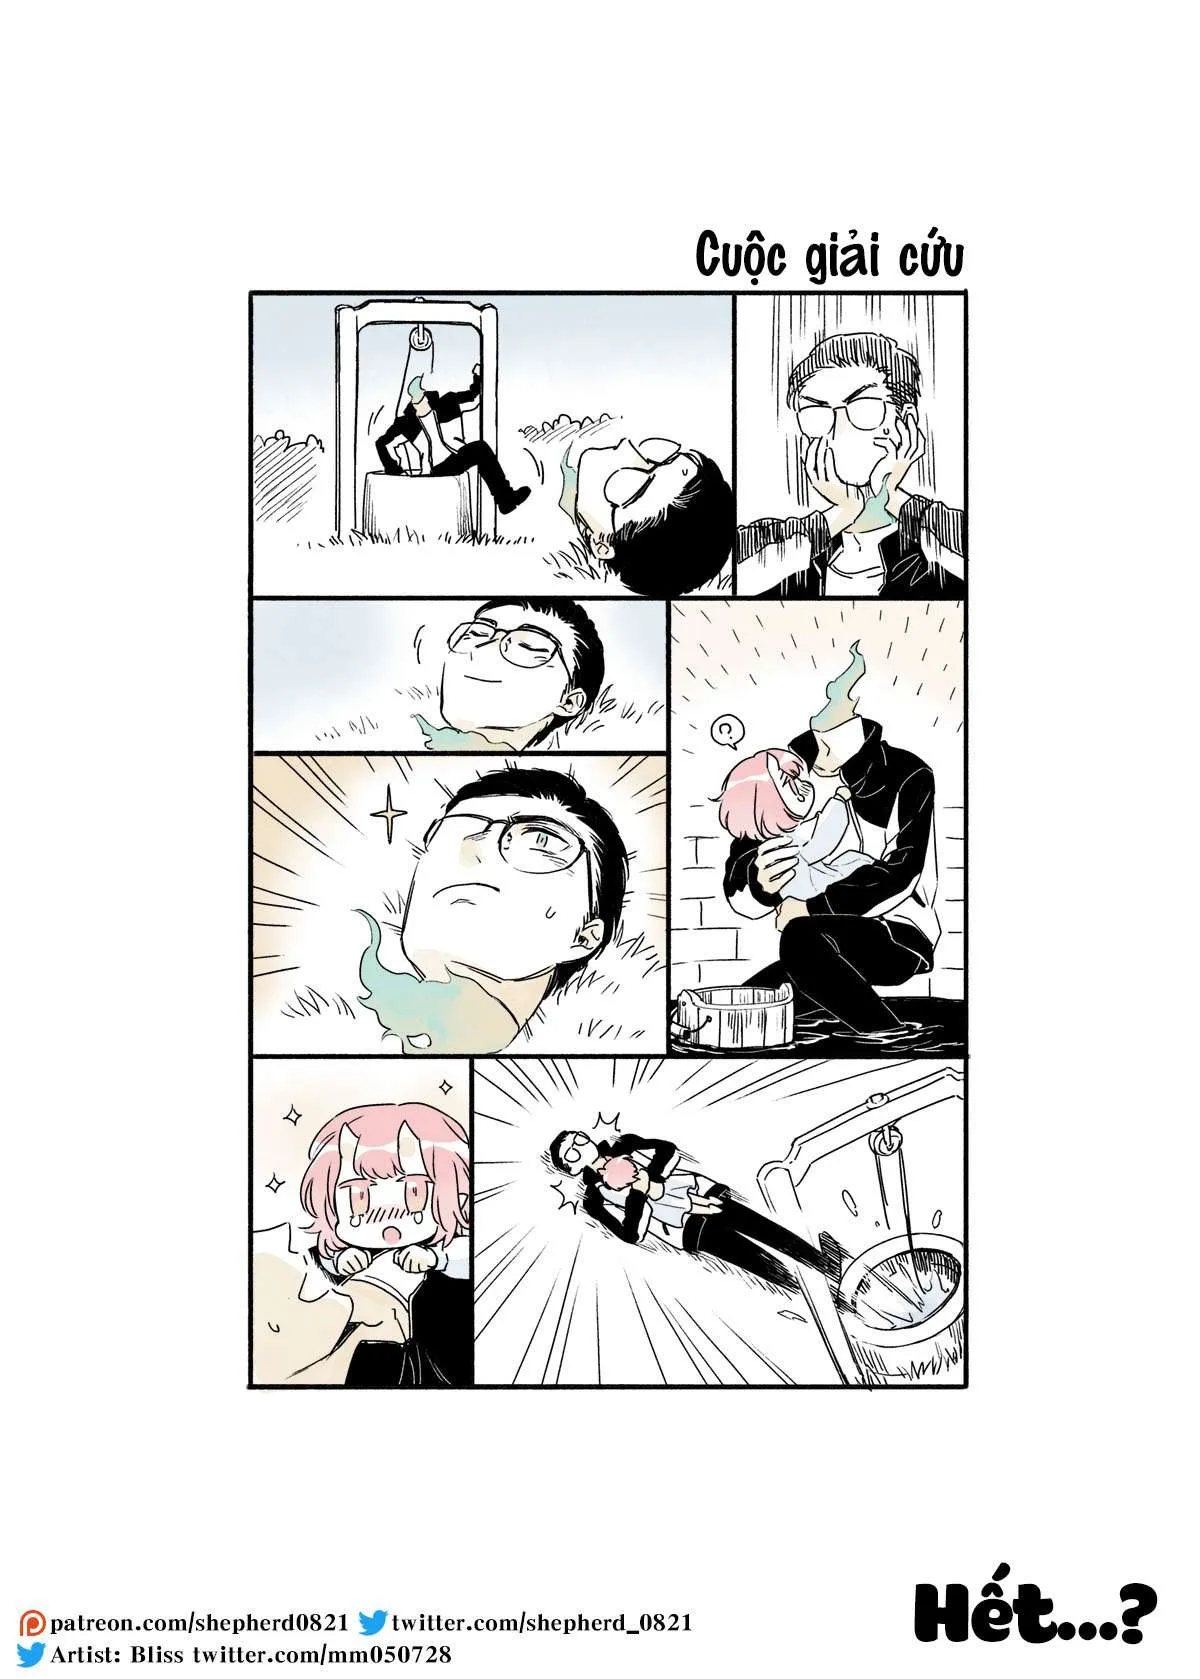 Cuộc giải cứu
patreon.com/shepherd0821 twitter.com/shepherd_0821
Artist: Bliss twitter.com/mm050728
Hết...?